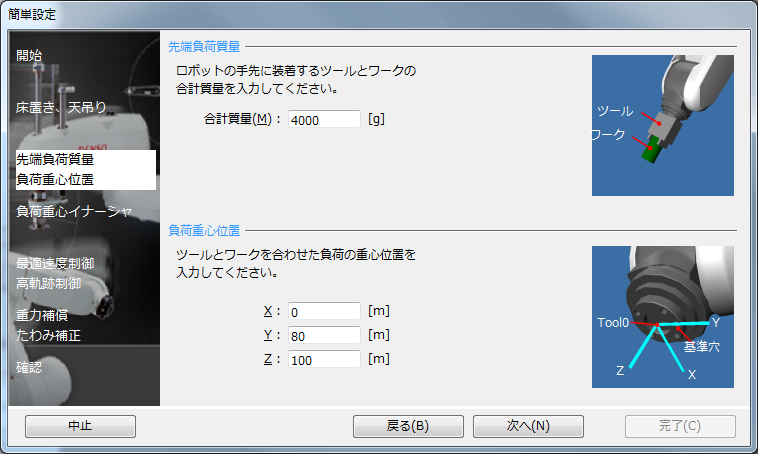 簡単設定
開始
床置き、天吊り
先端負荷質量
負荷重心位置
負荷重心イナーシャ
最適速度制御
高軌跡制御
重力補償
たわみ補正
確認
先端負荷質量
ロボットの手先に装着するツールとワークの
合計質量を入力してください。
合計質量(M)： 4000 [g]
ツール
ワーク
負荷重心位置
ツールとワークを合わせた負荷の重心位置を
入力してください。
X： 0 [m]
Y： 80 [m]
Z： 100 [m]
Tool0
Y
基準穴
Z
X
中止
戻る(B)
次へ(N)
完了(C)
DENSO